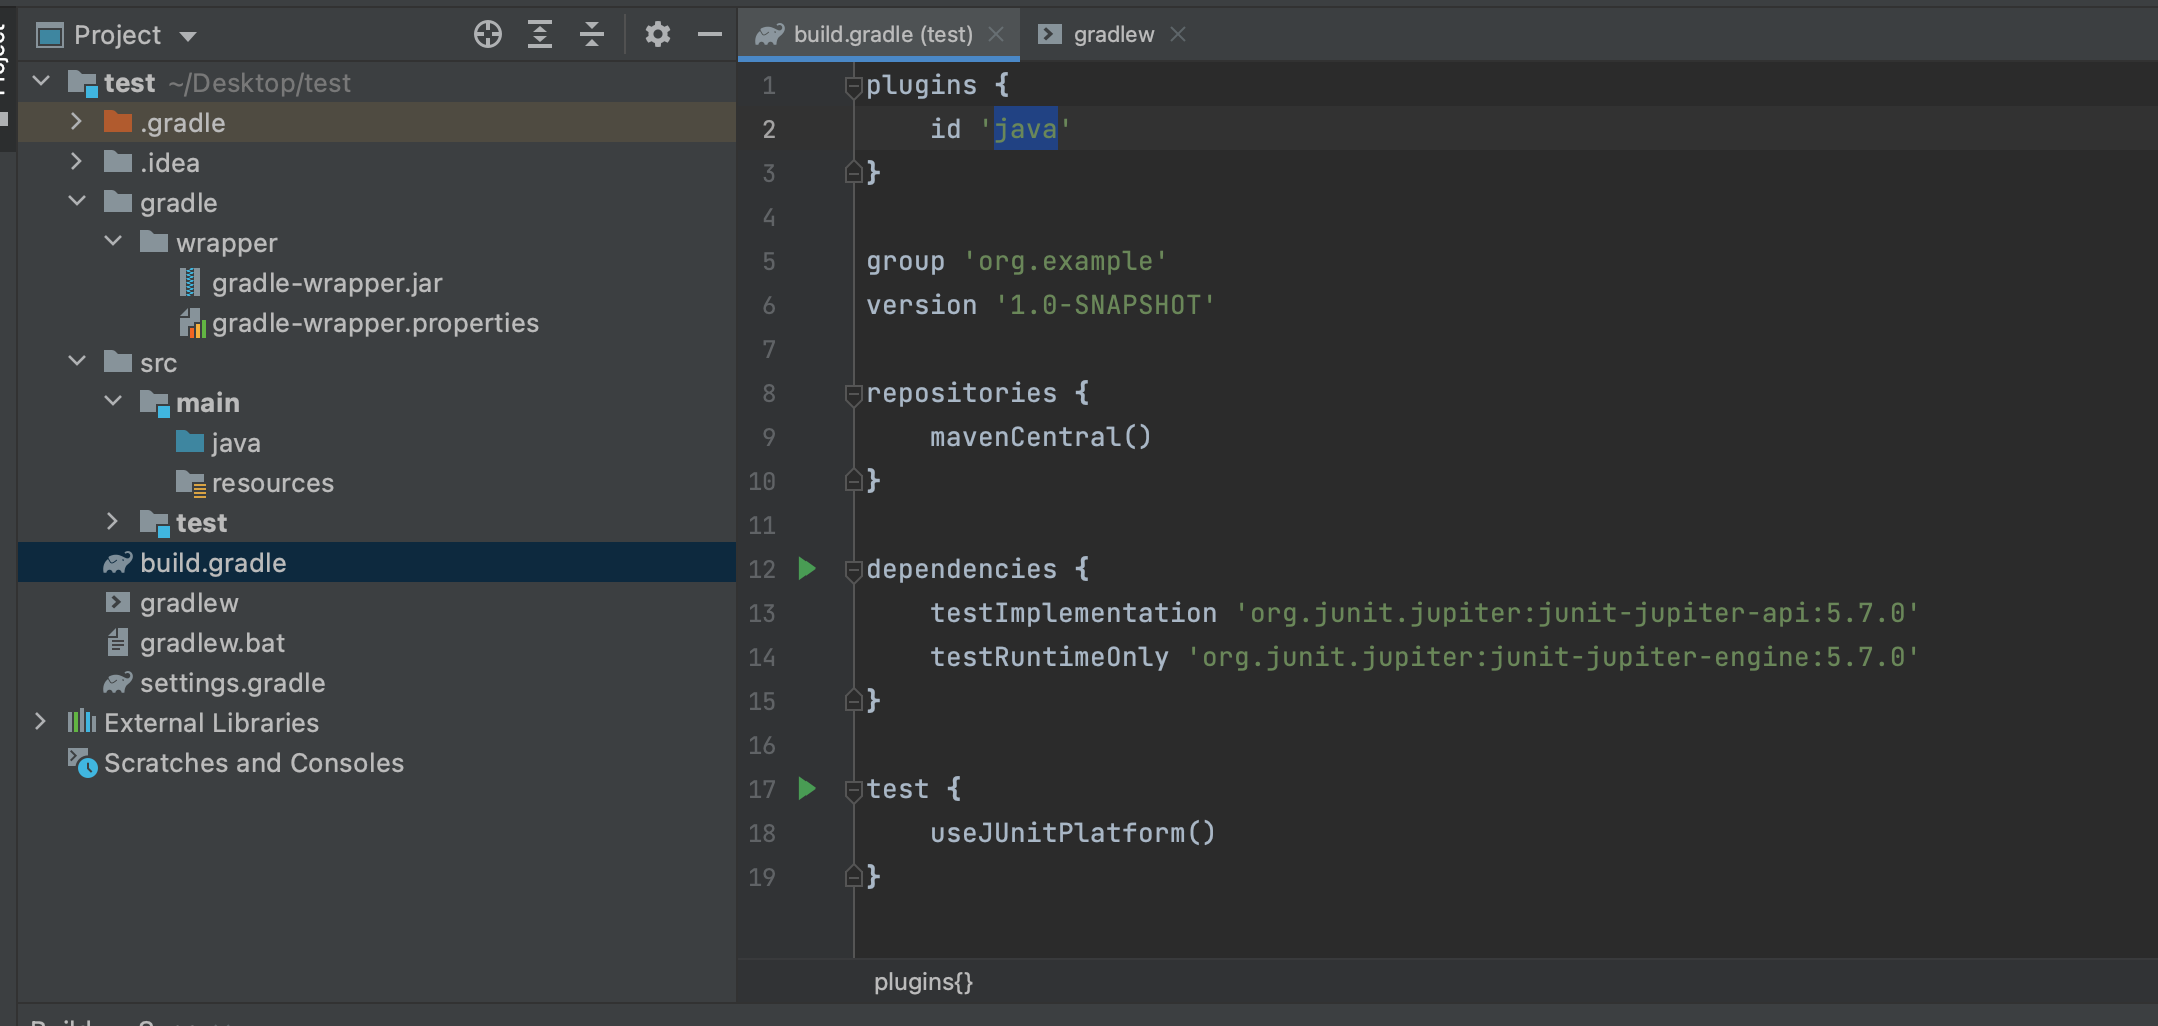 Project
test ~/Desktop/test
.gradle
.idea
gradle
wrapper
gradle-wrapper.jar
gradle-wrapper.properties
src
main
java
resources
test
build.gradle
gradlew
gradlew.bat
settings.gradle
External Libraries
Scratches and Consoles
build.gradle (test)
gradlew
1 plugins {
2 id 'java'
3 }
4
5 group 'org.example'
6 version '1.0-SNAPSHOT'
7
8 repositories {
9 mavenCentral()
10 }
11
12 dependencies {
13 testImplementation 'org.junit.jupiter:junit-jupiter-api:5.7.0'
14 testRuntimeOnly 'org.junit.jupiter:junit-jupiter-engine:5.7.0'
15 }
16
17 test {
18 useJUnitPlatform()
19 }
plugins{}